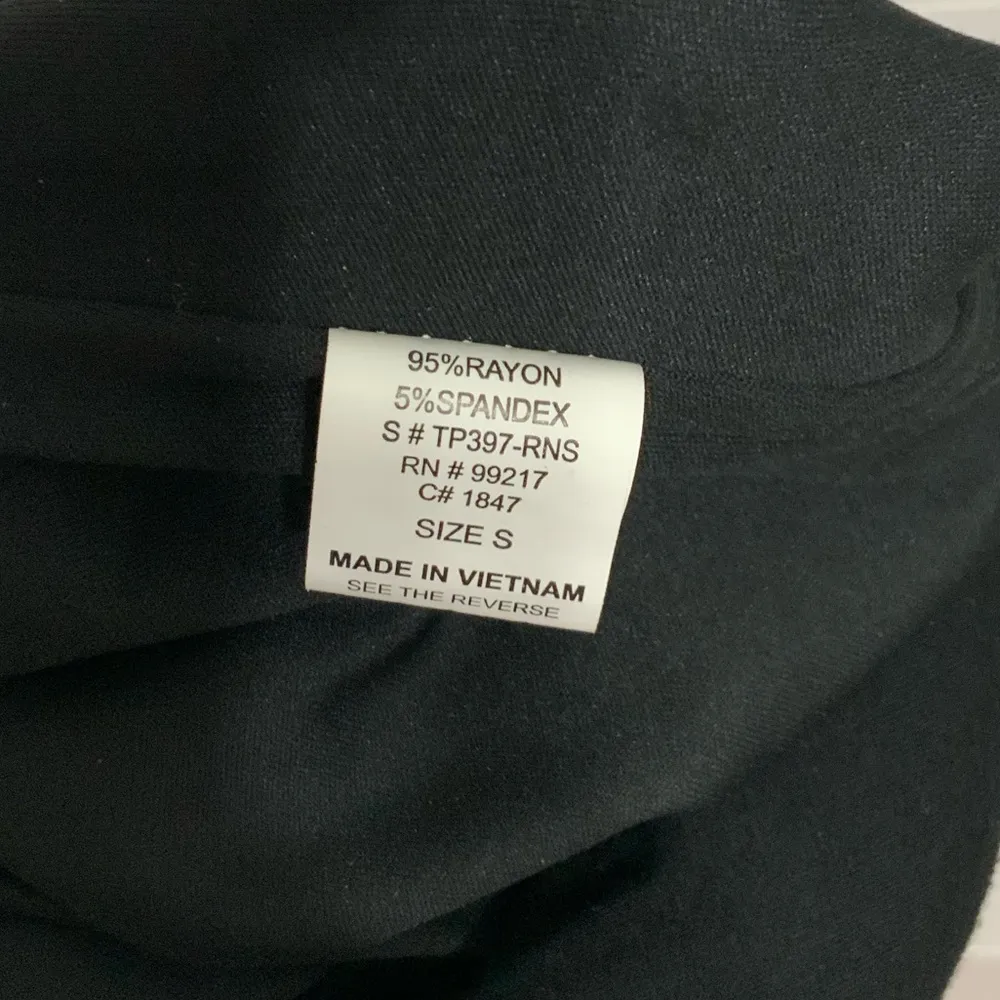 95%RAYON
5%SPANDEX
S # TP397-RNS
RN # 99217
C# 1847
SIZE S
MADE IN VIETNAM
SEE THE REVERSE